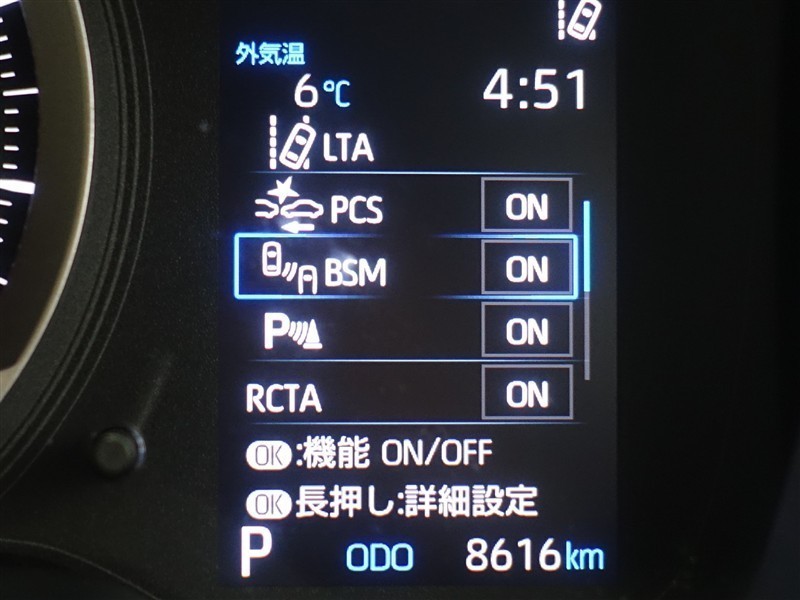 外気温
6℃ 4:51
LTA
PCS ON
BSM ON
P ON
RCTA ON
OK:機能 ON/OFF
OK長押し:詳細設定
P ODO 8616km